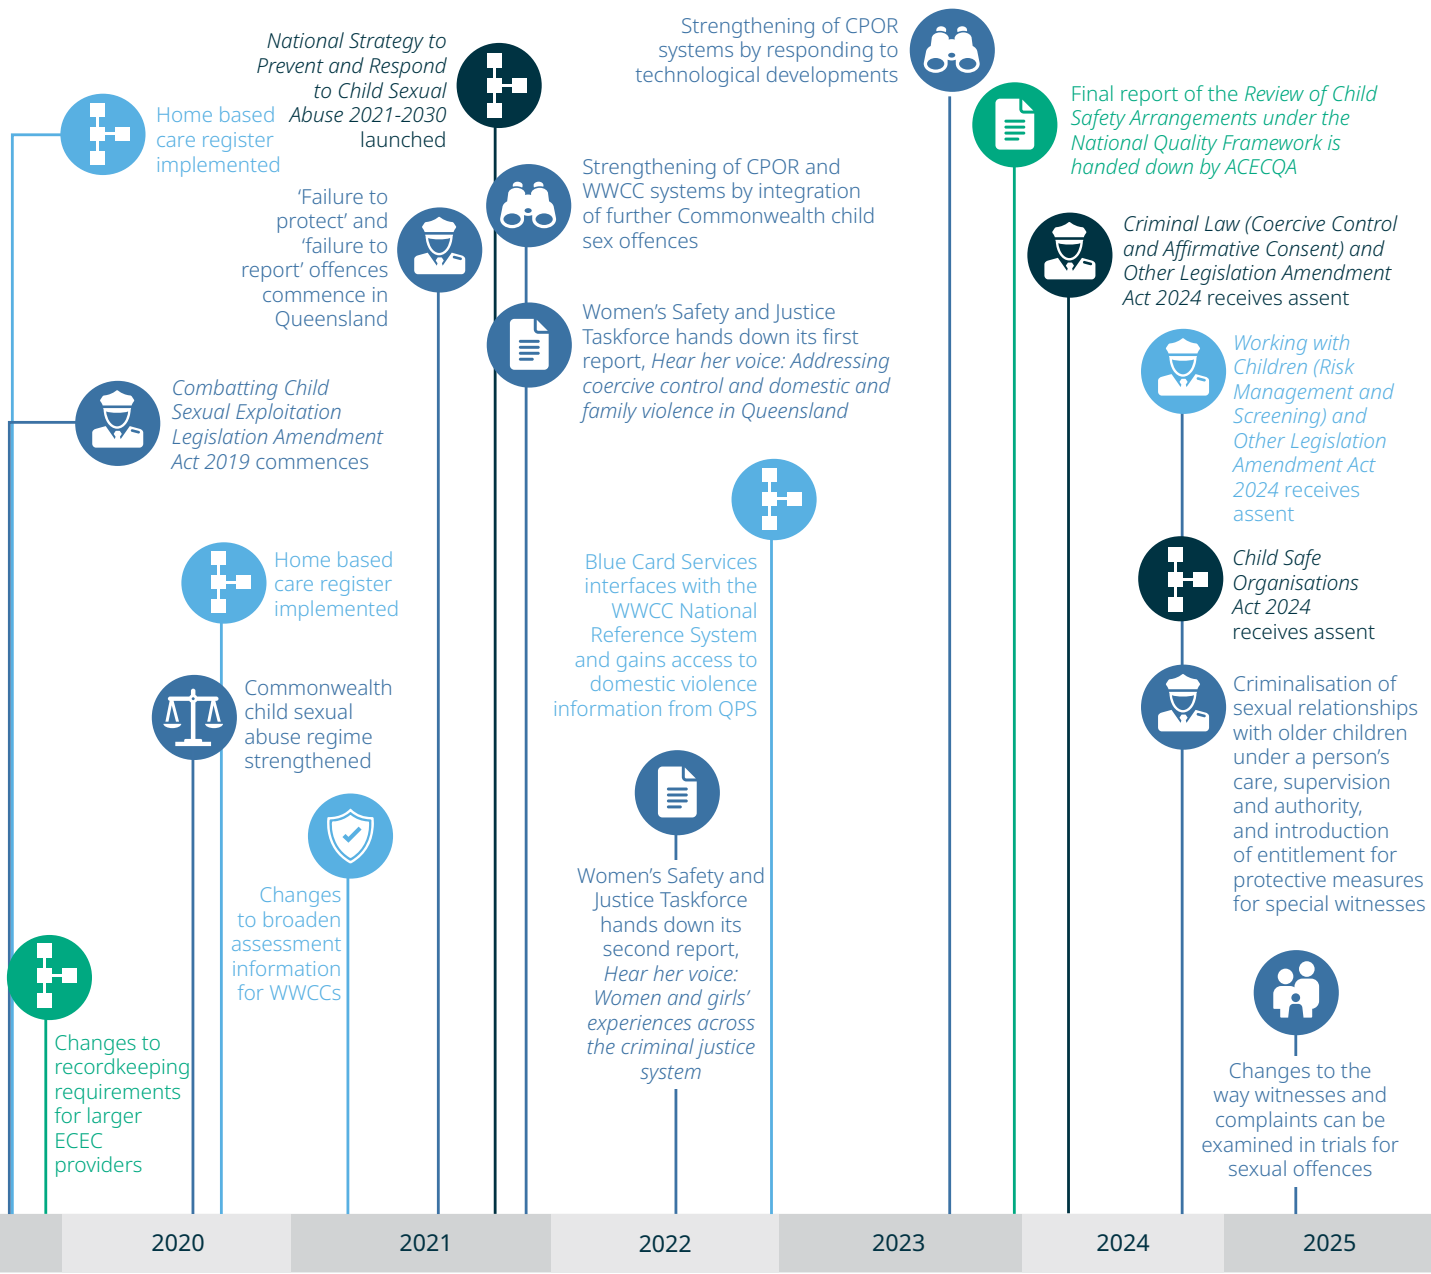 National Strategy to
Prevent and Respond
to Child Sexual
Abuse 2021-2030
launched
Strengthening of CPOR
systems by responding to
technological developments
Home based
care register
implemented
Final report of the Review of Child
Safety Arrangements under the
National Quality Framework is
handed down by ACECQA
‘Failure to
protect’ and
‘failure to
report’ offences
commence in
Queensland
Strengthening of CPOR and
WWCC systems by integration
of further Commonwealth child
sex offences
Criminal Law (Coercive Control
and Affirmative Consent) and
Other Legislation Amendment
Act 2024 receives assent
Women’s Safety and Justice
Taskforce hands down its first
report, Hear her voice: Addressing
coercive control and domestic and
family violence in Queensland
Working with
Children (Risk
Management and
Screening) and
Other Legislation
Amendment Act
2024 receives
assent
Combatting Child
Sexual Exploitation
Legislation Amendment
Act 2019 commences
Home based
care register
implemented
Blue Card Services
interfaces with the
WWCC National
Reference System
and gains access to
domestic violence
information from QPS
Child Safe
Organisations
Act 2024
receives assent
Commonwealth
child sexual
abuse regime
strengthened
Criminalisation of
sexual relationships
with older children
under a person’s
care, supervision
and authority,
and introduction
of entitlement for
protective measures
for special witnesses
Changes
to broaden
assessment
information
for WWCCs
Women’s Safety and
Justice Taskforce
hands down its
second report,
Hear her voice:
Women and girls’
experiences across
the criminal justice
system
Changes to
recordkeeping
requirements
for larger
ECEC
providers
Changes to the
way witnesses and
complaints can be
examined in trials for
sexual offences
2020
2021
2022
2023
2024
2025